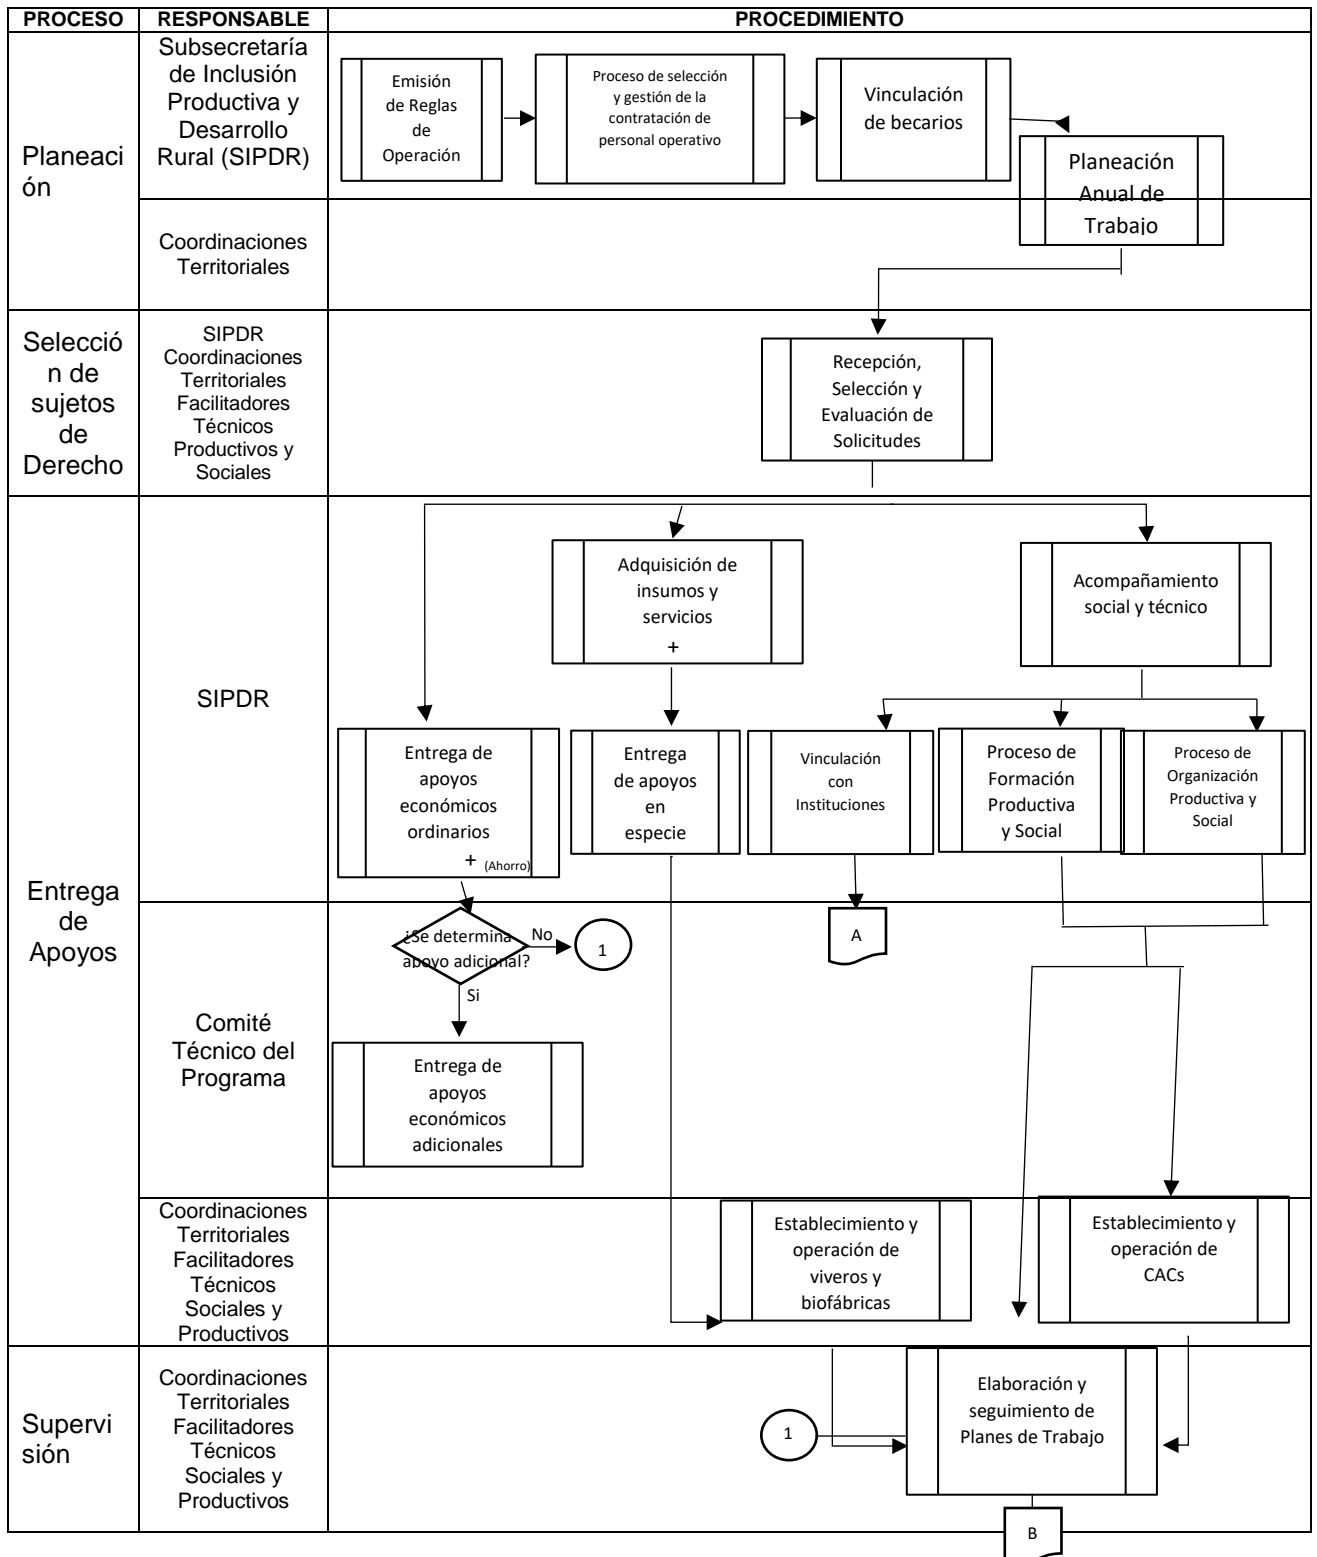 PROCESO RESPONSABLE PROCEDIMIENTO
Planeaci
ón
Subsecretaría
de Inclusión
Productiva y
Desarrollo
Rural (SIPDR)
Emisión
de Reglas
de
Operación
Proceso de selección
y gestión de la
contratación de
personal operativo
Vinculación
de becarios
Planeación
Anual de
Trabajo
Coordinaciones
Territoriales
Selecció
n de
sujetos
de
Derecho
SIPDR
Coordinaciones
Territoriales
Facilitadores
Técnicos
Productivos y
Sociales
Recepción,
Selección y
Evaluación de
Solicitudes
Entrega
de
Apoyos
SIPDR
Adquisición de
insumos y
servicios
+
Acompañamiento
social y técnico
Entrega de
apoyos
económicos
ordinarios
+ (Ahorro)
Entrega
de apoyos
en
especie
Vinculación
con
Instituciones
Proceso de
Formación
Productiva
y Social
Proceso de
Organización
Productiva y
Social
Comité
Técnico del
Programa
¿Se determina
apoyo adicional?
No
1
Si
A
Entrega de
apoyos
económicos
adicionales
Coordinaciones
Territoriales
Facilitadores
Técnicos
Sociales y
Productivos
Establecimiento y
operación de
viveros y
biofábricas
Establecimiento y
operación de
CACs
Supervi
sión
Coordinaciones
Territoriales
Facilitadores
Técnicos
Sociales y
Productivos
1
Elaboración y
seguimiento de
Planes de Trabajo
B